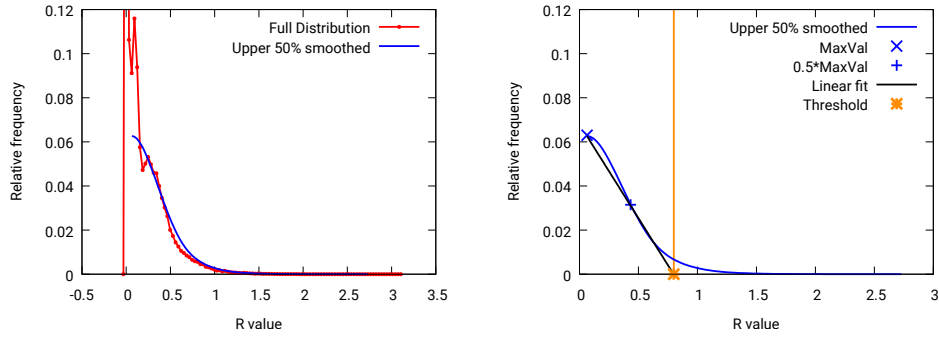 0.12
0.1
0.08
0.06
0.04
0.02
0
Relative frequency
Full Distribution
Upper 50% smoothed
-0.5 0 0.5 1 1.5 2 2.5 3 3.5
R value
0.12
0.1
0.08
0.06
0.04
0.02
0
Relative frequency
Upper 50% smoothed
MaxVal
0.5*MaxVal
Linear fit
Threshold
0 0.5 1 1.5 2 2.5 3
R value